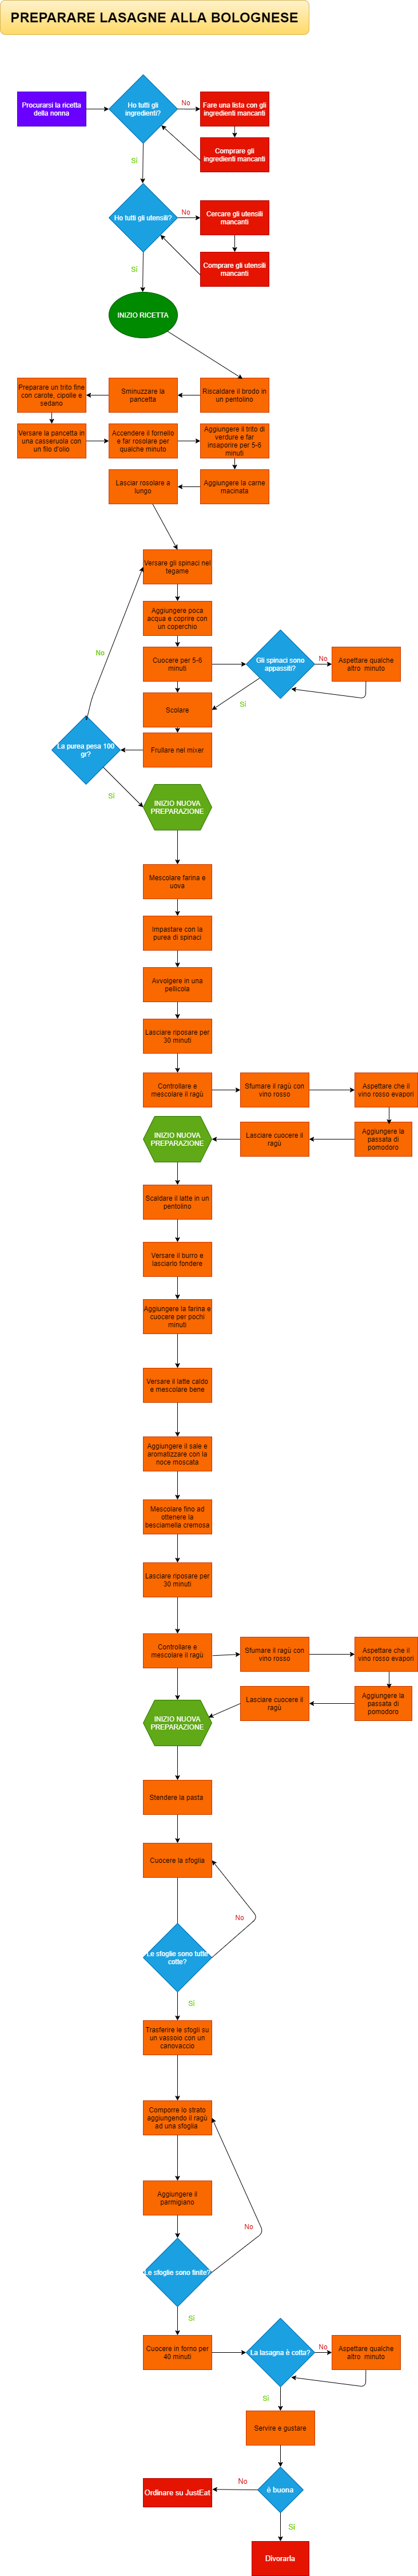 PREPARARE LASAGNE ALLA BOLOGNESE
Procurarsi la ricetta
della nonna
Ho tutti gli
ingredienti?
No
Fare una lista con gli
ingredienti mancanti
Comprare gli
ingredienti mancanti
Sì
Ho tutti gli utensili?
No
Cercare gli utensili
mancanti
Comprare gli utensili
mancanti
Sì
INIZIO RICETTA
Riscaldare il brodo in
un pentolino
Sminuzzare la
pancetta
Preparare un trito fine
con carote, cipolle e
sedano
Versare la pancetta in
una casseruola con
un filo d'olio
Accendere il fornello
e far rosolare per
qualche minuto
Aggiungere il trito di
verdure e far
insaporire per 5-6
minuti
Aggiungere la carne
macinata
Lasciar rosolare a
lungo
Versare gli spinaci nel
tegame
Aggiungere poca
acqua e coprire con
un coperchio
Cuocere per 5-6
minuti
Gli spinaci sono
appassiti?
No
Aspettare qualche
altro minuto
Sì
Scolare
Frullare nel mixer
No
La purea pesa 100
gr?
Sì
INIZIO NUOVA
PREPARAZIONE
Mescolare farina e
uova
Impastare con la
purea di spinaci
Avvolgere in una
pellicola
Lasciare riposare per
30 minuti
Controllare e
mescolare il ragù
Sfumare il ragù con
vino rosso
Aspettare che il
vino rosso evapori
Aggiungere la
passata di
pomodoro
Lasciare cuocere il
ragù
INIZIO NUOVA
PREPARAZIONE
Scaldare il latte in un
pentolino
Versare il burro e
lasciarlo fondere
Aggiungere la farina e
cuocere per pochi
minuti
Versare il latte caldo
e mescolare bene
Aggiungere il sale e
aromatizzare con la
noce moscata
Mescolare fino ad
ottenere la
besciamella cremosa
Lasciare riposare per
30 minuti
Controllare e
mescolare il ragù
Sfumare il ragù con
vino rosso
Aspettare che il
vino rosso evapori
Aggiungere la
passata di
pomodoro
Lasciare cuocere il
ragù
INIZIO NUOVA
PREPARAZIONE
Stendere la pasta
Cuocere la sfoglia
No
Le sfoglie sono tutte
cotte?
Sì
Trasferire le sfogli su
un vassoio con un
canovaccio
Comporre lo strato
aggiungendo il ragù
ad una sfoglia
Aggiungere il
parmigiano
No
Le sfoglie sono finite?
Sì
Cuocere in forno per
40 minuti
La lasagna è cotta?
No
Aspettare qualche
altro minuto
Sì
Servire e gustare
è buona
No
Ordinare su JustEat
Sì
Divorarla